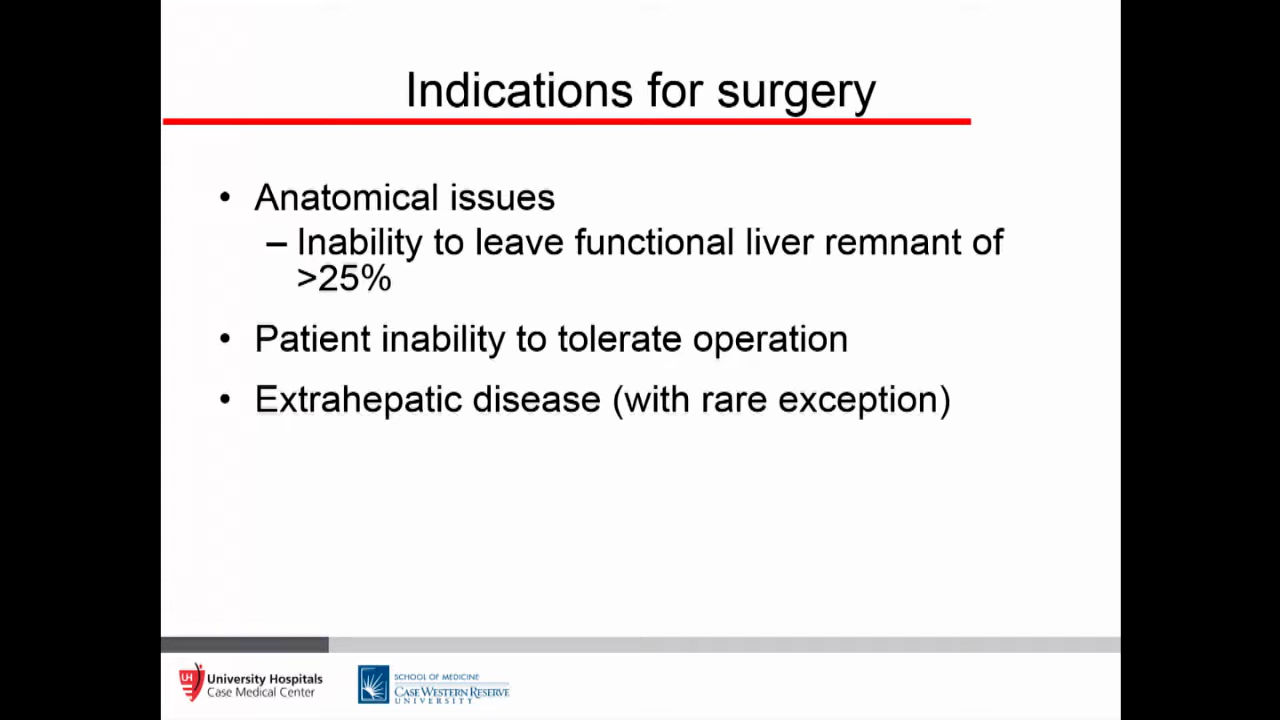 Indications for surgery
• Anatomical issues
– Inability to leave functional liver remnant of
>25%
• Patient inability to tolerate operation
• Extrahepatic disease (with rare exception)
UH
University Hospitals
Case Medical Center
SCHOOL OF MEDICINE
CASE WESTERN RESERVE
UNIVERSITY